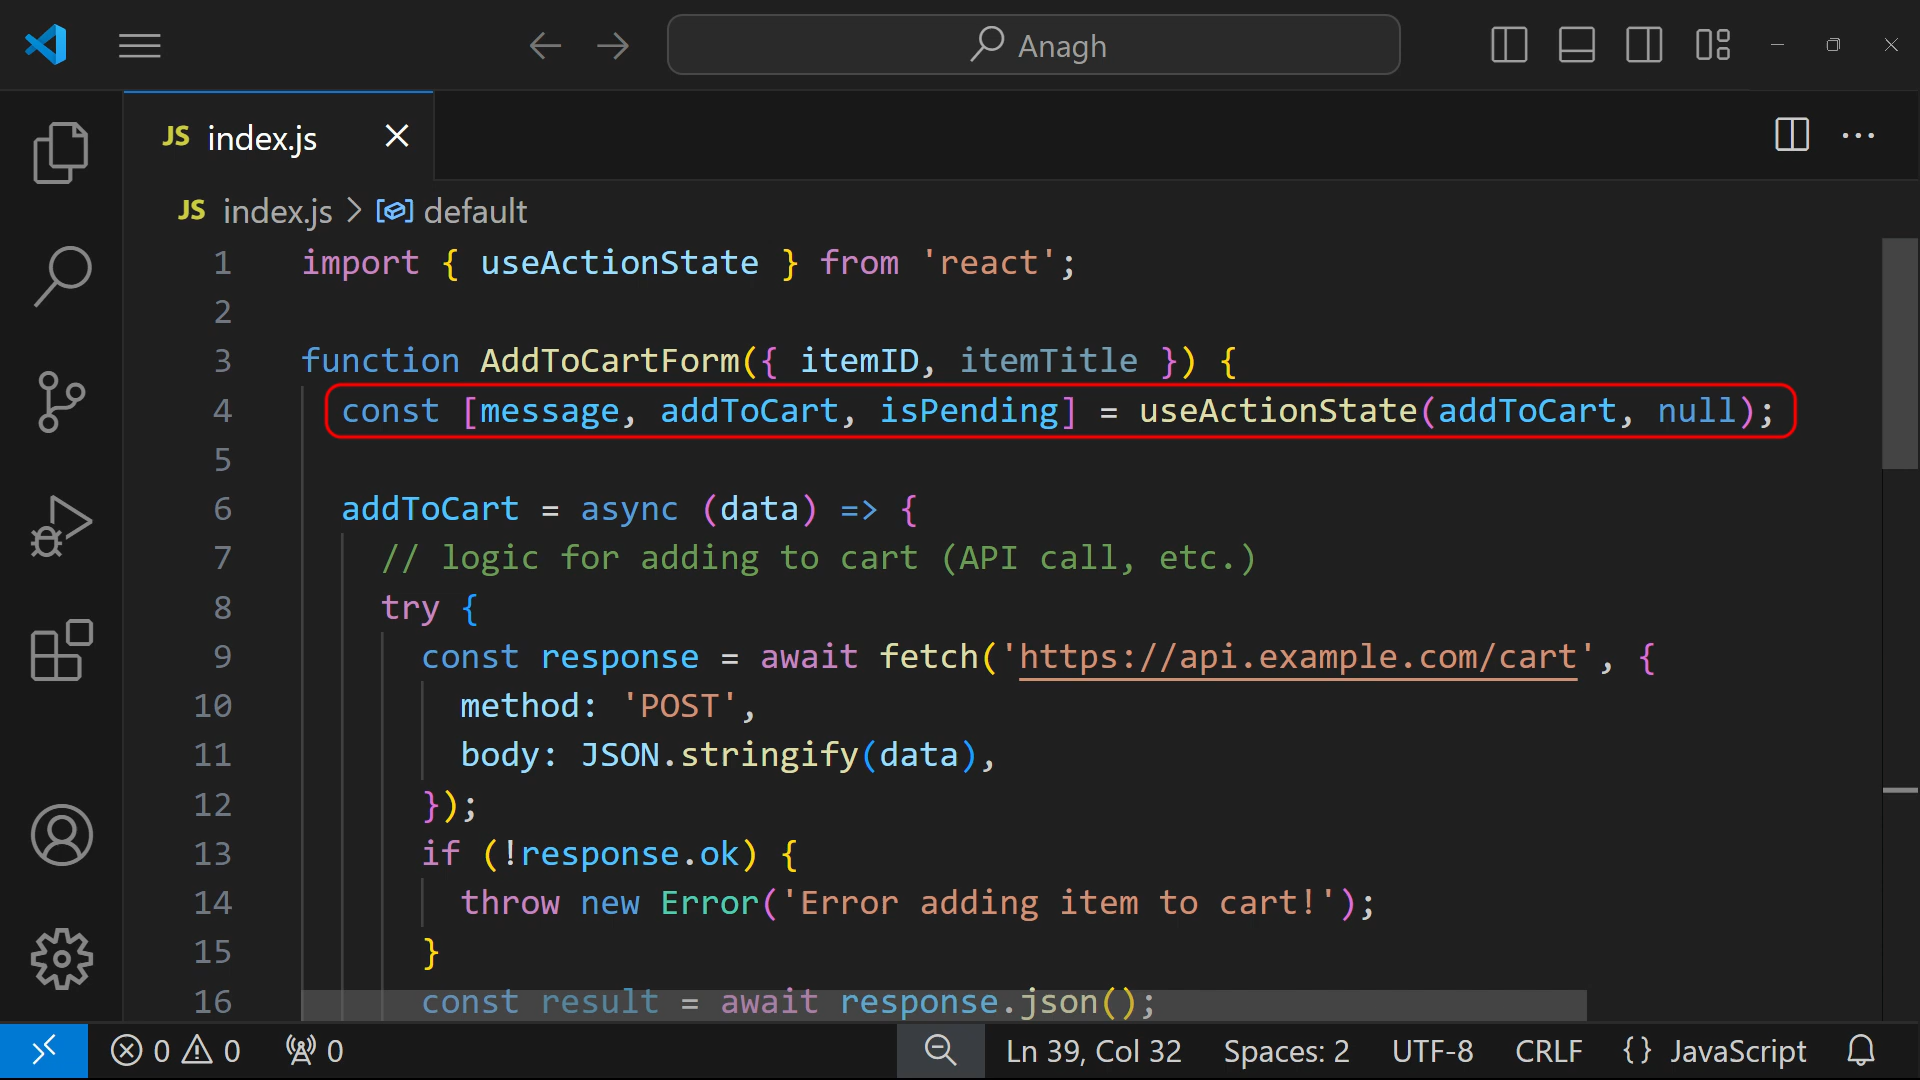 Anagh
JS index.js
JS index.js > default
1 import { useActionState } from 'react';
2
3 function AddToCartForm({ itemID, itemTitle }) {
4 const [message, addToCart, isPending] = useActionState(addToCart, null);
5
6 addToCart = async (data) => {
7 // logic for adding to cart (API call, etc.)
8 try {
9 const response = await fetch('https://api.example.com/cart', {
10 method: 'POST',
11 body: JSON.stringify(data),
12 });
13 if (!response.ok) {
14 throw new Error('Error adding item to cart!');
15 }
16 const result = await response.json();
0 0 0 Ln 39, Col 32 Spaces: 2 UTF-8 CRLF {} JavaScript